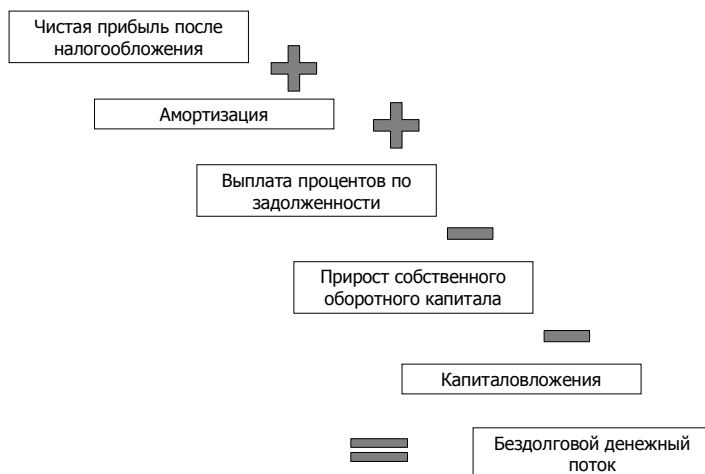 Чистая прибыль после
налогообложения
Амортизация
Выплата процентов по
задолженности
Прирост собственного
оборотного капитала
Капиталовложения
Бездолговой денежный
поток